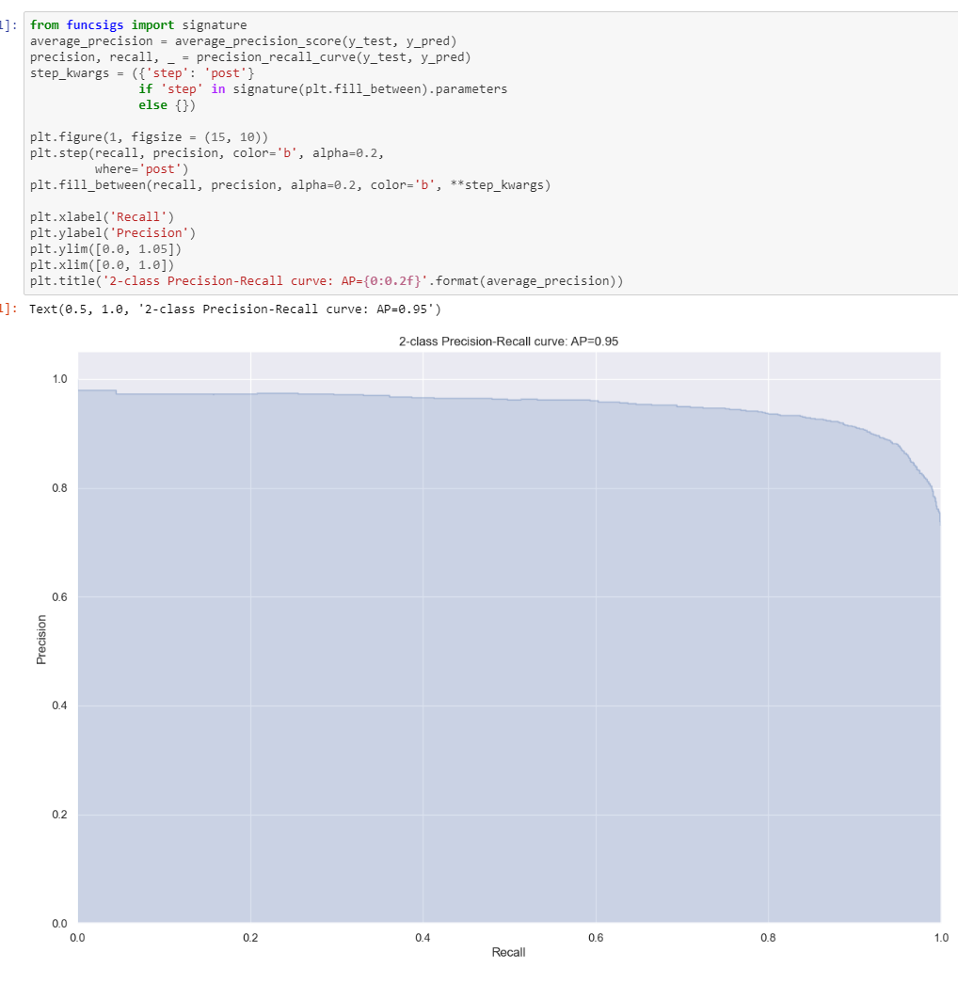 1]: from funcsigs import signature
average_precision = average_precision_score(y_test, y_pred)
precision, recall, _ = precision_recall_curve(y_test, y_pred)
step_kwargs = ({'step': 'post'}
               if 'step' in signature(plt.fill_between).parameters
               else {})
plt.figure(1, figsize = (15, 10))
plt.step(recall, precision, color='b', alpha=0.2,
         where='post')
plt.fill_between(recall, precision, alpha=0.2, color='b', **step_kwargs)
plt.xlabel('Recall')
plt.ylabel('Precision')
plt.ylim([0.0, 1.05])
plt.xlim([0.0, 1.0])
plt.title('2-class Precision-Recall curve: AP={0:0.2f}'.format(average_precision))
1]: Text(0.5, 1.0, '2-class Precision-Recall curve: AP=0.95')
2-class Precision-Recall curve: AP=0.95
1.0
0.8
0.6
Precision
0.4
0.2
0.0
0.0 0.2 0.4 0.6 0.8 1.0
Recall